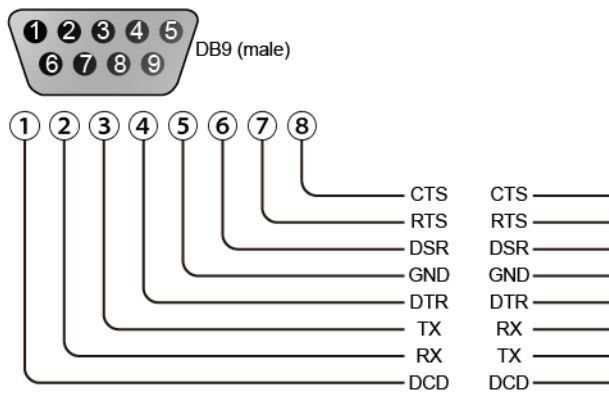 1 2 3 4 5
6 7 8 9
DB9 (male)
1 2 3 4 5 6 7 8
CTS CTS
RTS RTS
DSR DSR
GND GND
DTR DTR
TX RX
RX TX
DCD DCD